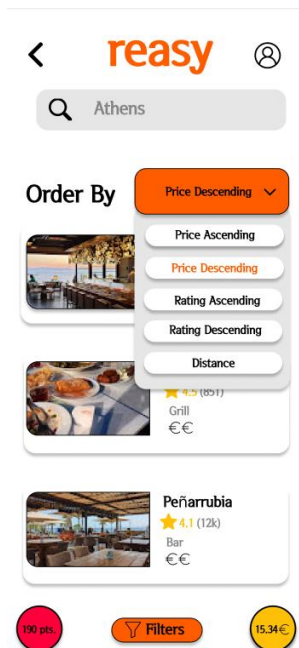 reasy
Athens
Order By
Price Descending
Price Ascending
Price Descending
Rating Ascending
Rating Descending
Distance
4.5 (851)
Grill
€€
Peñarrubia
4.1 (12k)
Bar
€€
190 pts.
Filters
15.34€